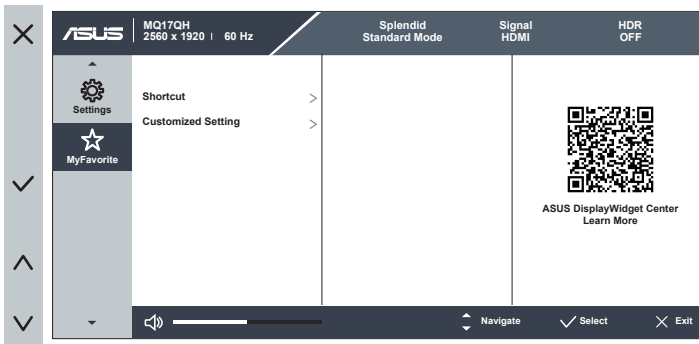 ASUS
MQ17QH
2560 x 1920 | 60 Hz
Splendid
Standard Mode
Signal
HDMI
HDR
OFF
Settings
MyFavorite
Shortcut >
Customized Setting >
ASUS DisplayWidget Center
Learn More
Navigate
Select
Exit